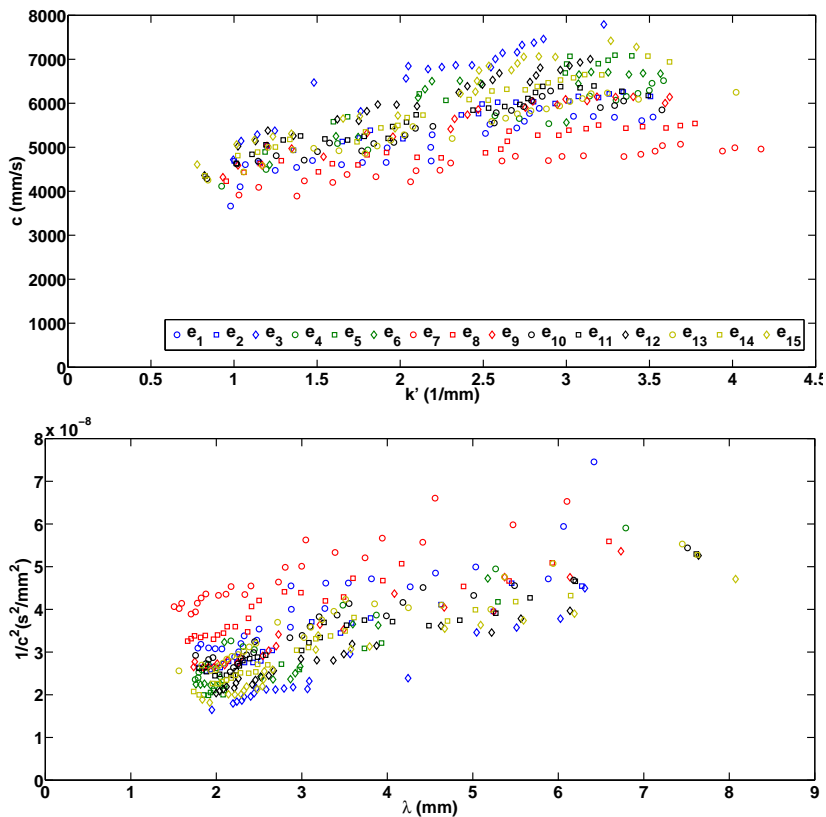 8000
7000
6000
5000
4000
3000
2000
1000
0
c (mm/s)
e₁ e₂ e₃ e₄ e₅ e₆ e₇ e₈ e₉ e₁₀ e₁₁ e₁₂ e₁₃ e₁₄ e₁₅
0 0.5 1 1.5 2 2.5 3 3.5 4 4.5
k' (1/mm)
8 x 10⁻⁸
7
6
5
4
3
2
1
0
1/c² (s²/mm²)
0 1 2 3 4 5 6 7 8 9
λ (mm)